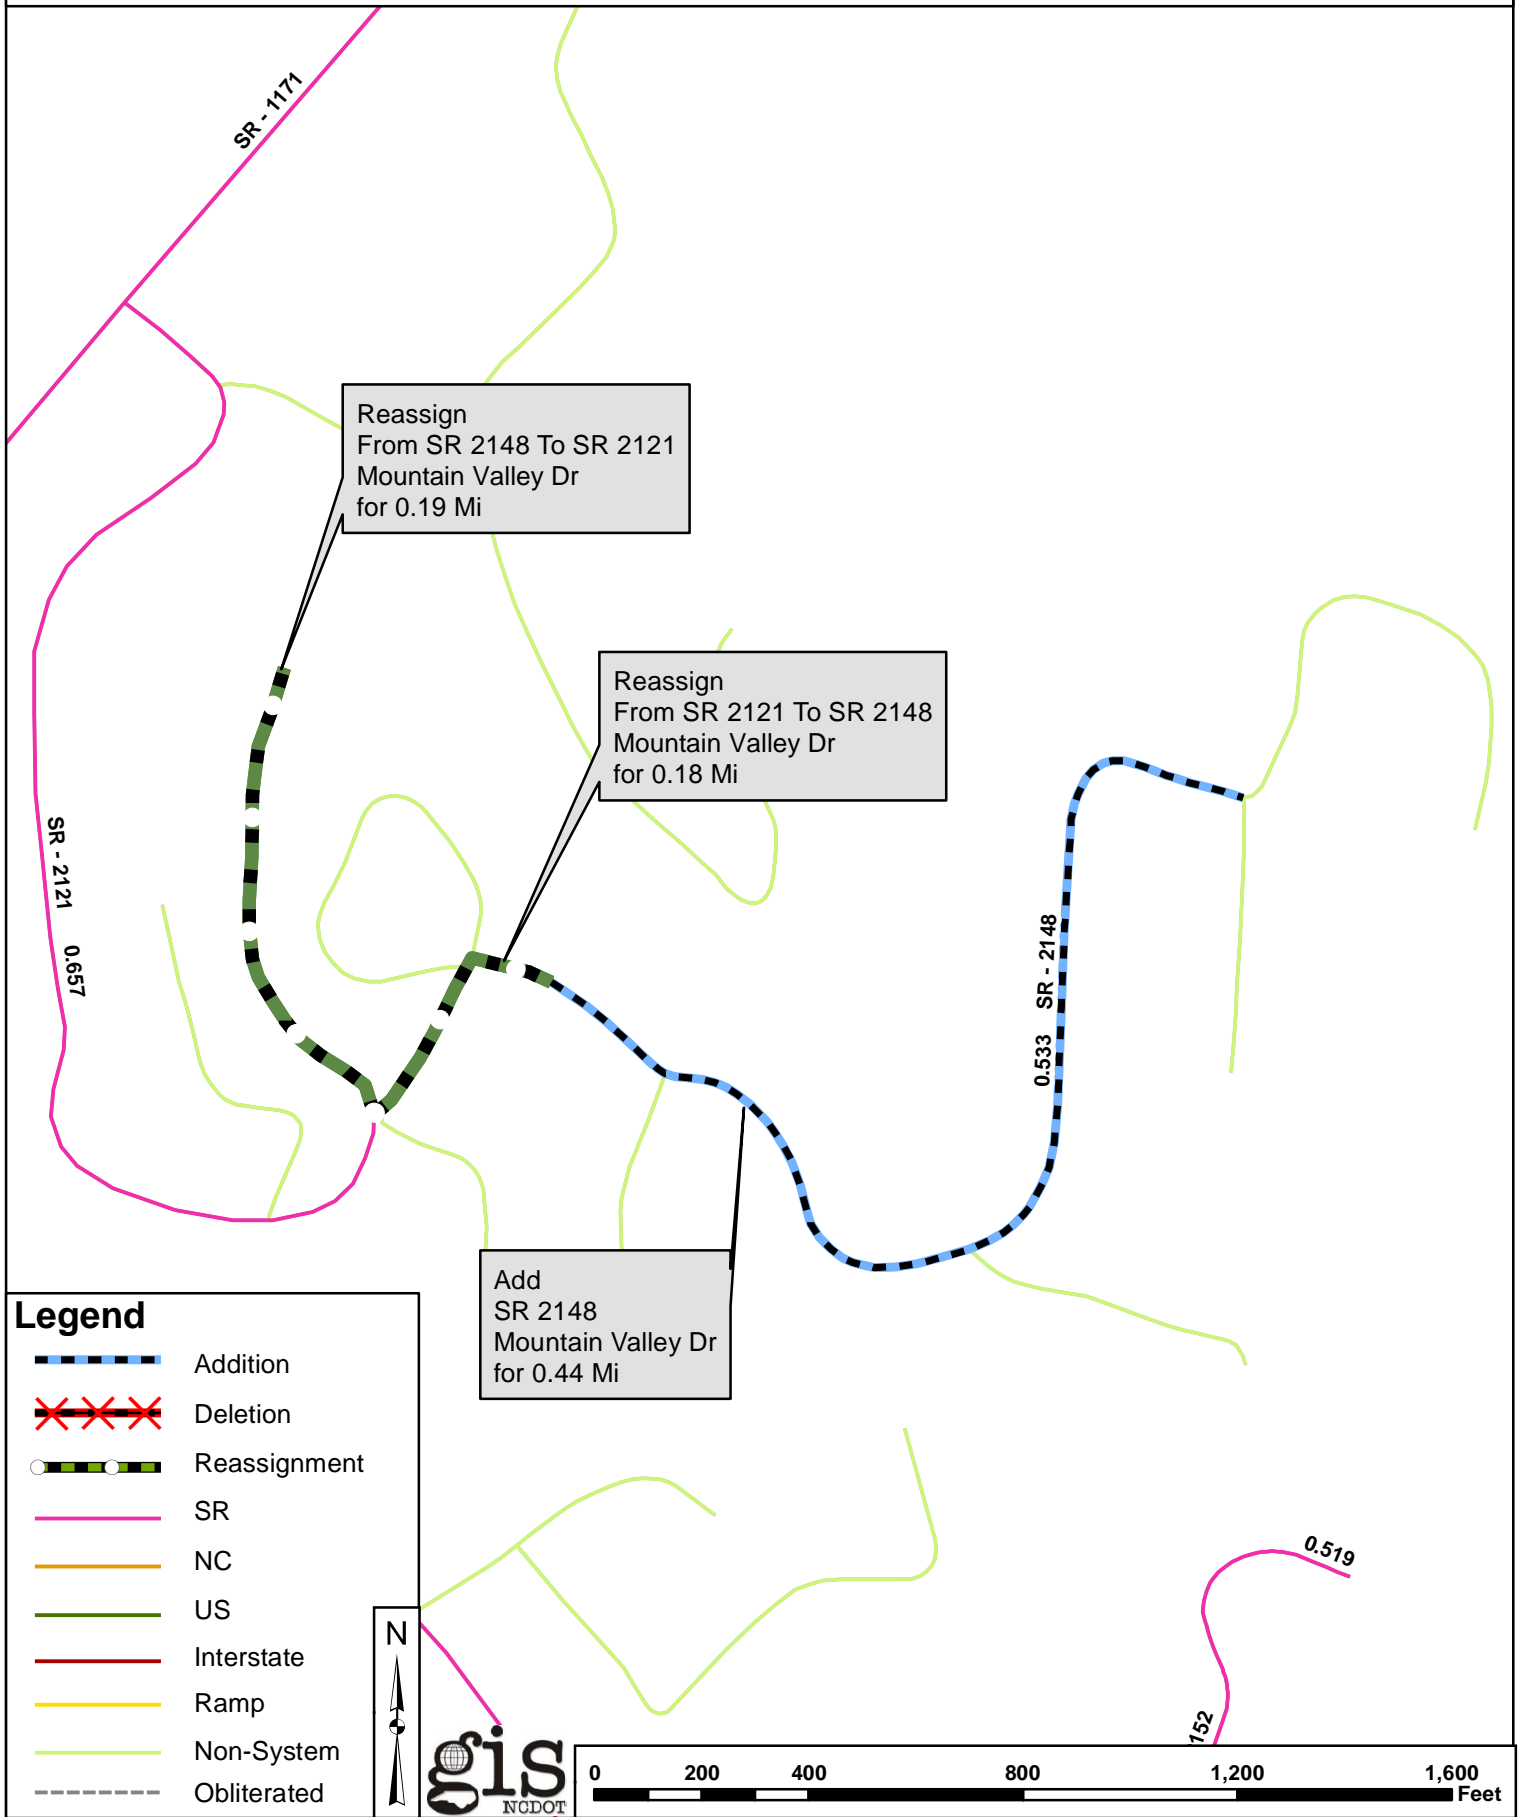 SR - 1171
Reassign
From SR 2148 To SR 2121
Mountain Valley Dr
for 0.19 Mi
Reassign
From SR 2121 To SR 2148
Mountain Valley Dr
for 0.18 Mi
SR - 2121 0.657
0.533 SR - 2148
Add
SR 2148
Mountain Valley Dr
for 0.44 Mi
Legend
Addition
Deletion
Reassignment
SR
NC
US
Interstate
Ramp
Non-System
Obliterated
N
gis
NCDOT
0.519
152
0 200 400 800 1,200 1,600
Feet